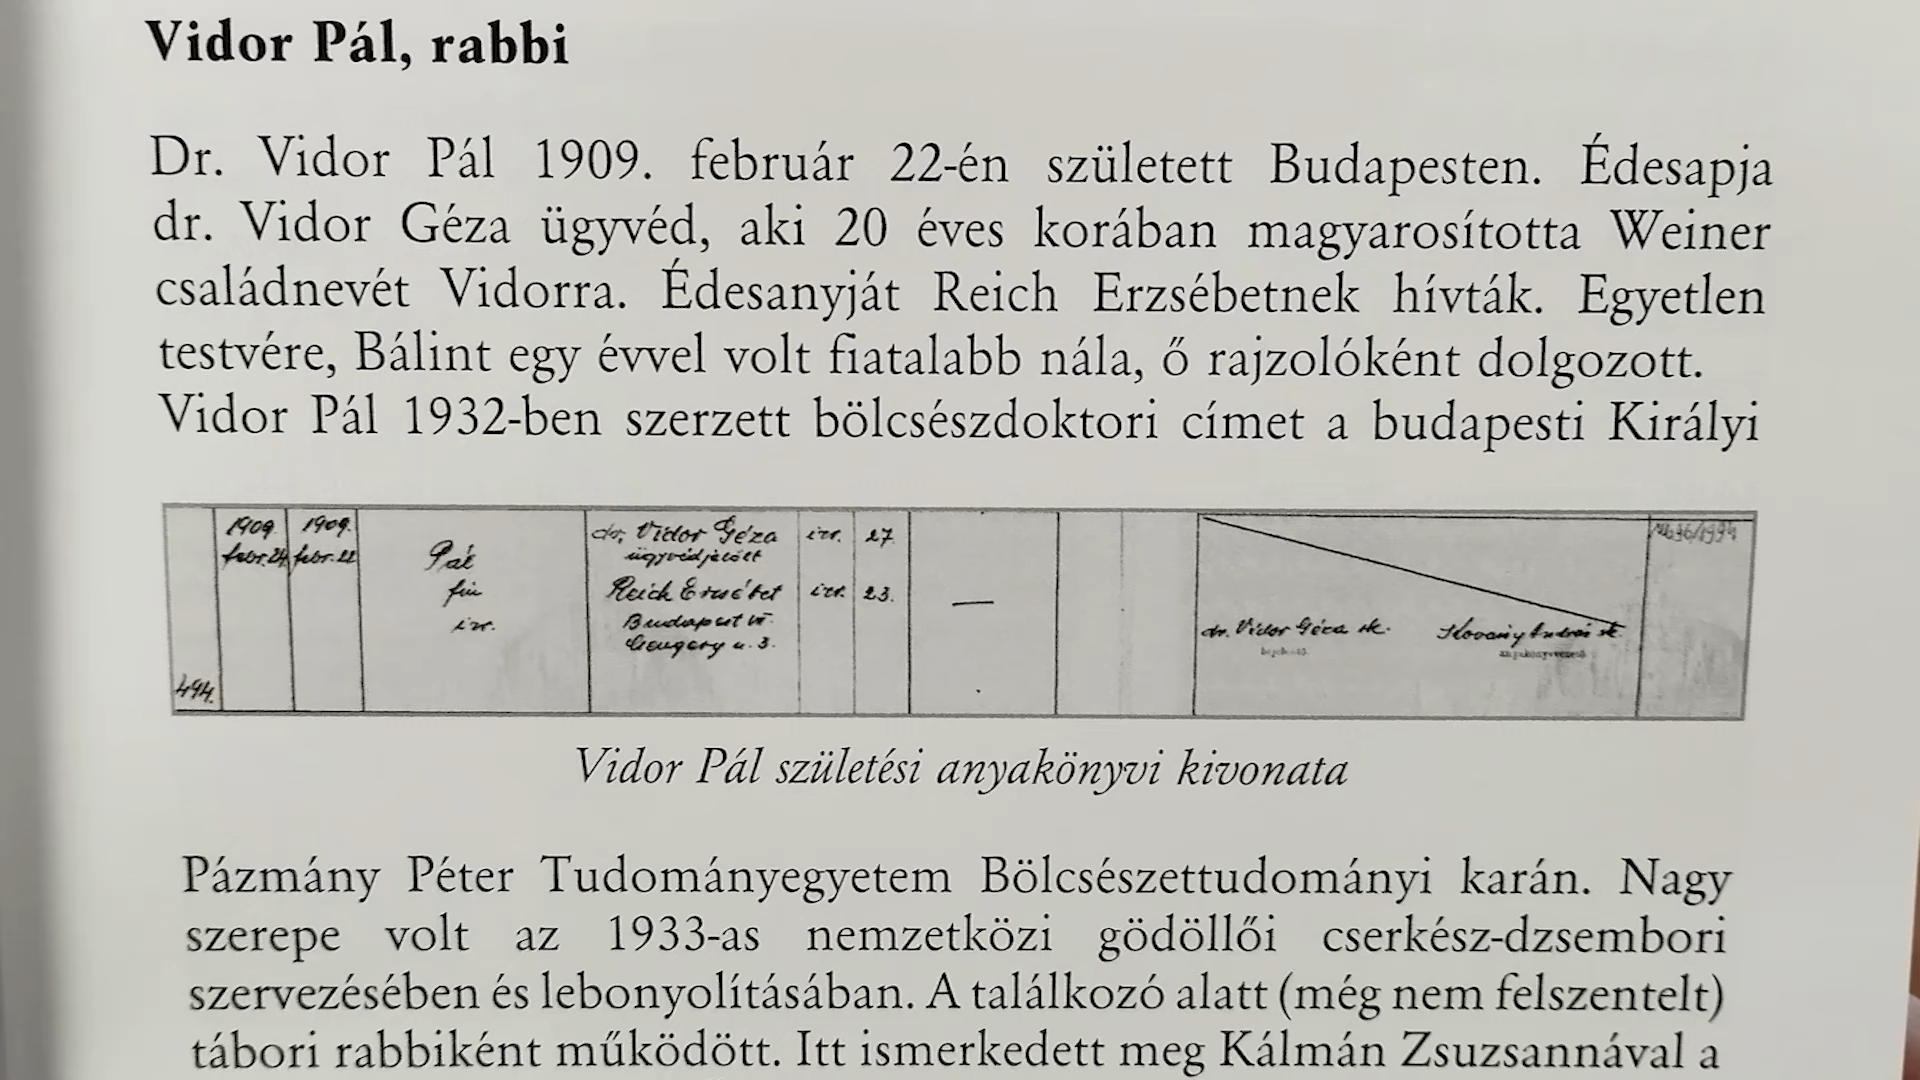 Vidor Pál, rabbi
Dr. Vidor Pál 1909. február 22-én született Budapesten. Édesapja
dr. Vidor Géza ügyvéd, aki 20 éves korában magyarosította Weiner
családnevét Vidorra. Édesanyját Reich Erzsébetnek hívták. Egyetlen
testvére, Bálint egy évvel volt fiatalabb nála, ő rajzolóként dolgozott.
Vidor Pál 1932-ben szerzett bölcsészdoktori címet a budapesti Királyi
1909. 1909. dr. Vidor Géza izr. 27
febr. 24 febr. 22 Pál ügyvédjelölt
fiu Reich Erzsébet izr. 23.
izr. Budapest
u. 3.
dr. Vidor Géza sk.
bejelentő anyakönyvvezető
494.
Vidor Pál születési anyakönyvi kivonata
Pázmány Péter Tudományegyetem Bölcsészettudományi karán. Nagy
szerepe volt az 1933-as nemzetközi gödöllői cserkész-dzsembori
szervezésében és lebonyolításában. A találkozó alatt (még nem felszentelt)
tábori rabbiként működött. Itt ismerkedett meg Kálmán Zsuzsannával a